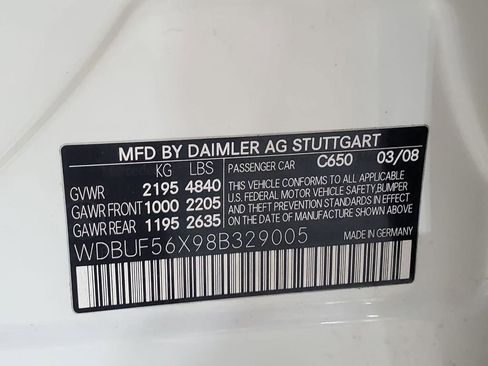 MFD BY DAIMLER AG STUTTGART
KG LBS PASSENGER CAR C650 03/08
GVWR 2195 4840 THIS VEHICLE CONFORMS TO ALL APPLICABLE
GAWR FRONT 1000 2205 U.S. FEDERAL MOTOR VEHICLE SAFETY, BUMPER
AND THEFT PREVENTION STANDARDS IN EFFECT
GAWR REAR 1195 2635 ON THE DATE OF MANUFACTURE SHOWN ABOVE.
WDBUF56X98B329005 MADE IN GERMANY